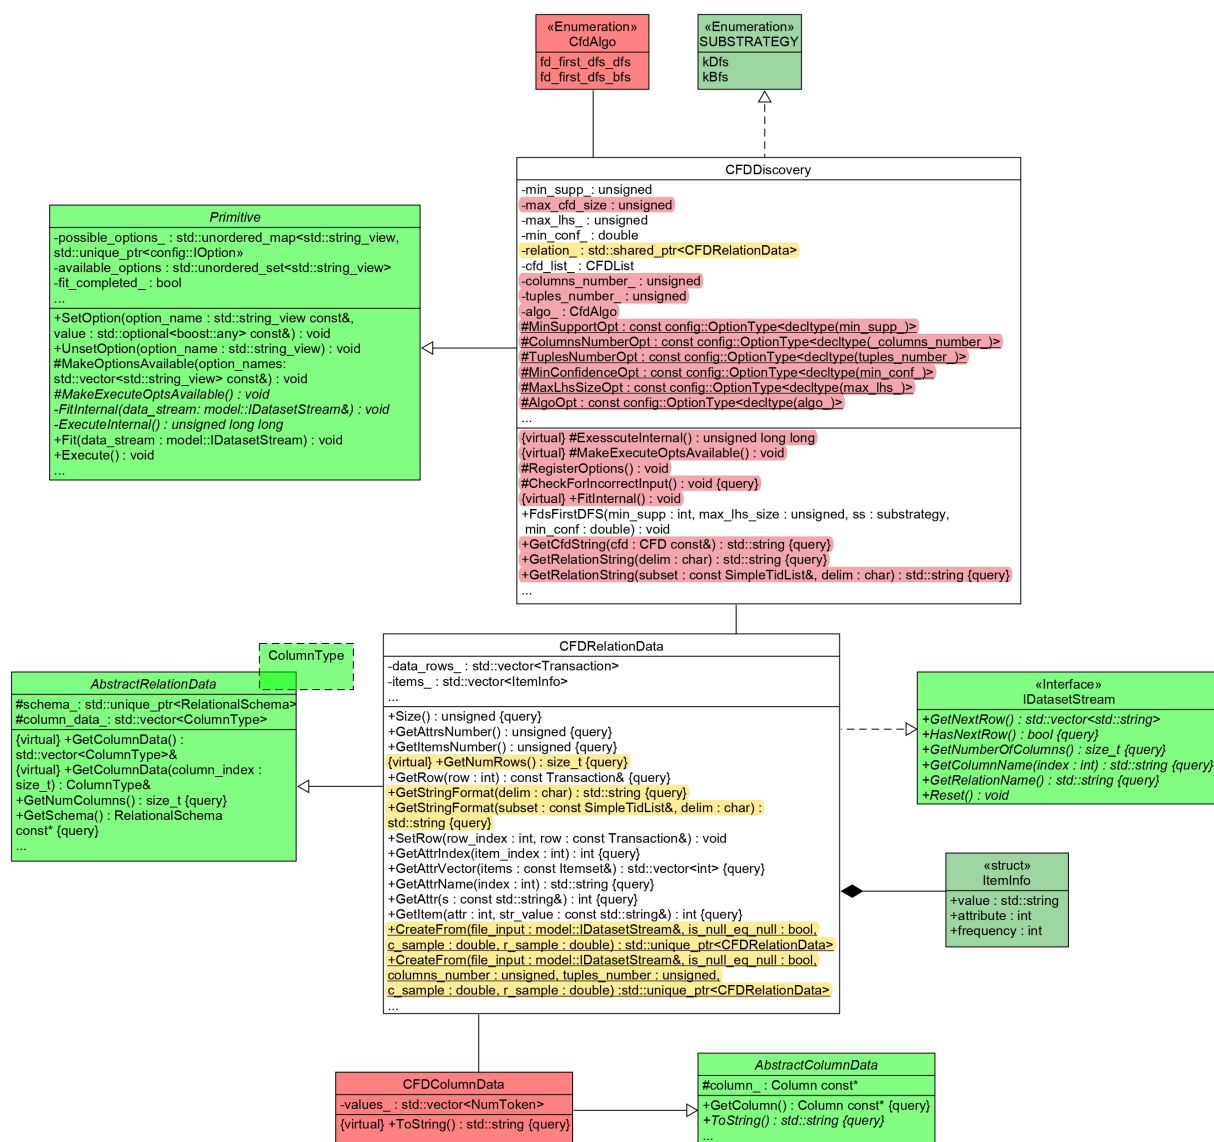 «Enumeration»
CfdAlgo
fd_first_dfs_dfs
fd_first_dfs_bfs
«Enumeration»
SUBSTRATEGY
kDfs
kBfs
CFDDiscovery
-min_supp_ : unsigned
-max_cfd_size : unsigned
-max_lhs_ : unsigned
-min_conf_ : double
-relation_ : std::shared_ptr<CFDRelationData>
-cfd_list_ : CFDList
-columns_number_ : unsigned
-tuples_number_ : unsigned
-algo_ : CfdAlgo
#MinSupportOpt : const config::OptionType<decltype(min_supp_)>
#ColumnsNumberOpt : const config::OptionType<decltype(_columns_number_)>
#TuplesNumberOpt : const config::OptionType<decltype(tuples_number_)>
#MinConfidenceOpt : const config::OptionType<decltype(min_conf_)>
#MaxLhsSizeOpt : const config::OptionType<decltype(max_lhs_)>
#AlgoOpt : const config::OptionType<decltype(algo_)>
...
{virtual} #ExesscuteInternal() : unsigned long long
{virtual} #MakeExecuteOptsAvailable() : void
#RegisterOptions() : void
#CheckForIncorrectInput() : void {query}
{virtual} +FitInternal() : void
+FdsFirstDFS(min_supp : int, max_lhs_size : unsigned, ss : substrategy,
min_conf : double) : void
+GetCfdString(cfd : CFD const&) : std::string {query}
+GetRelationString(delim : char) : std::string {query}
+GetRelationString(subset : const SimpleTidList&, delim : char) : std::string {query}
...
Primitive
-possible_options_ : std::unordered_map<std::string_view,
std::unique_ptr<config::IOption»
-available_options : std::unordered_set<std::string_view>
-fit_completed_ : bool
...
+SetOption(option_name : std::string_view const&,
value : std::optional<boost::any> const&) : void
+UnsetOption(option_name : std::string_view) : void
#MakeOptionsAvailable(option_names:
std::vector<std::string_view> const&) : void
#MakeExecuteOptsAvailable() : void
-FitInternal(data_stream: model::IDatasetStream&) : void
-ExecuteInternal() : unsigned long long
+Fit(data_stream : model::IDatasetStream) : void
+Execute() : void
...
CFDRelationData
-data_rows_ : std::vector<Transaction>
-items_ : std::vector<ItemInfo>
...
+Size() : unsigned {query}
+GetAttrsNumber() : unsigned {query}
+GetItemsNumber() : unsigned {query}
{virtual} +GetNumRows() : size_t {query}
+GetRow(row : int) : const Transaction& {query}
+GetStringFormat(delim : char) : std::string {query}
+GetStringFormat(subset : const SimpleTidList&, delim : char) :
std::string {query}
+SetRow(row_index : int, row : const Transaction&) : void
+GetAttrIndex(item_index : int) : int {query}
+GetAttrVector(items : const Itemset&) : std::vector<int> {query}
+GetAttrName(index : int) : std::string {query}
+GetAttr(s : const std::string&) : int {query}
+GetItem(attr : int, str_value : const std::string&) : int {query}
+CreateFrom(file_input : model::IDatasetStream&, is_null_eq_null : bool,
c_sample : double, r_sample : double) : std::unique_ptr<CFDRelationData>
+CreateFrom(file_input : model::IDatasetStream&, is_null_eq_null : bool,
columns_number : unsigned, tuples_number : unsigned,
c_sample : double, r_sample : double) :std::unique_ptr<CFDRelationData>
...
ColumnType
AbstractRelationData
#schema_: std::unique_ptr<RelationalSchema>
#column_data_: std::vector<ColumnType>
{virtual} +GetColumnData() :
std::vector<ColumnType>&
{virtual} +GetColumnData(column_index :
size_t) : ColumnType&
+GetNumColumns() : size_t {query}
+GetSchema() : RelationalSchema
const* {query}
...
«Interface»
IDatasetStream
+GetNextRow() : std::vector<std::string>
+HasNextRow() : bool {query}
+GetNumberOfColumns() : size_t {query}
+GetColumnName(index : int) : std::string {query}
+GetRelationName() : std::string {query}
+Reset() : void
«struct»
ItemInfo
+value : std::string
+attribute : int
+frequency : int
CFDColumnData
-values_ : std::vector<NumToken>
{virtual} +ToString() : std::string {query}
AbstractColumnData
#column_ : Column const*
+GetColumn() : Column const* {query}
+ToString() : std::string {query}
...